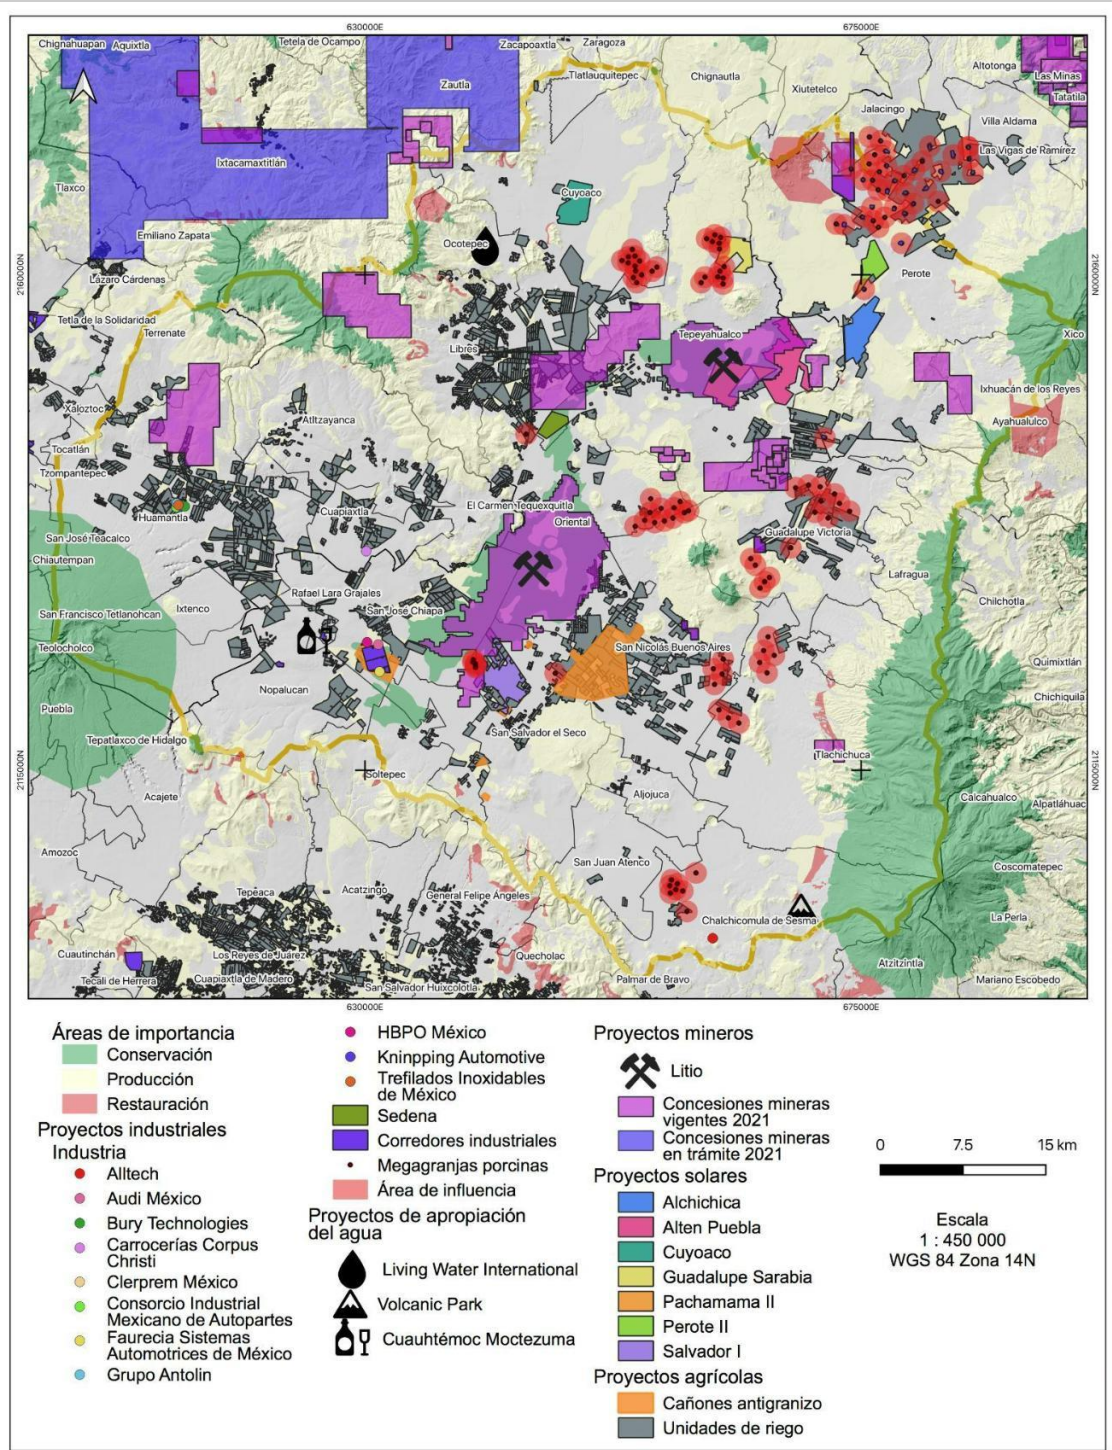 630000E
675000E
Chignahuapan
Aquixtla
Tetela de Ocampo
Zacapoaxtla
Zaragoza
Tlatlauquitepec
Chignautla
Altotonga
Las Minas
Tatatila
Zautla
Xiutetelco
Jalacingo
Villa Aldama
Las Vigas de Ramírez
Ixtacamaxtitlán
Tlaxco
Cuyoaco
Emiliano Zapata
Ocotepec
2160000N
2160000N
Lázaro Cárdenas
Perote
Tetla de la Solidaridad
Terrenate
Tepeyahualco
Xico
Libres
Ixhuacán de los Reyes
Xaloztoc
Atltzayanca
Ayahualulco
Tocatlán
Tzompantepec
El Carmen Tequexquitla
Huamantla
Cuapiaxtla
Oriental
Guadalupe Victoria
San José Teacalco
Chiautempan
Lafragua
Rafael Lara Grajales
Chilchotla
San Francisco Tetlanohcan
Ixtenco
San José Chiapa
Teolocholco
San Nicolás Buenos Aires
Quimixtlán
Nopalucan
Chichiquila
Puebla
San Salvador el Seco
Tepatlaxco de Hidalgo
Tlachichuca
2115000N
2115000N
Soltepec
Acajete
Aljojuca
Calcahualco
Alpatláhuac
Amozoc
San Juan Atenco
Coscomatepec
Tepeaca
Acatzingo
General Felipe Ángeles
Chalchicomula de Sesma
La Perla
Cuautinchán
Los Reyes de Juárez
Quecholac
Atzitzintla
Tecali de Herrera
Cuapiaxtla de Madero
San Salvador Huixcolotla
Palmar de Bravo
Mariano Escobedo
630000E
675000E
Áreas de importancia
Conservación
Producción
Restauración
Proyectos industriales
Industria
Alltech
Audi México
Bury Technologies
Carrocerías Corpus
Christi
Clerprem México
Consorcio Industrial
Mexicano de Autopartes
Faurecia Sistemas
Automotrices de México
Grupo Antolin
HBPO México
Kninpping Automotive
Trefilados Inoxidables
de México
Sedena
Corredores industriales
Megagranjas porcinas
Área de influencia
Proyectos de apropiación
del agua
Living Water International
Volcanic Park
Cuauhtémoc Moctezuma
Proyectos mineros
Litio
Concesiones mineras
vigentes 2021
Concesiones mineras
en trámite 2021
Proyectos solares
Alchichica
Alten Puebla
Cuyoaco
Guadalupe Sarabia
Pachamama II
Perote II
Salvador I
Proyectos agrícolas
Cañones antigranizo
Unidades de riego
0 7.5 15 km
Escala
1 : 450 000
WGS 84 Zona 14N